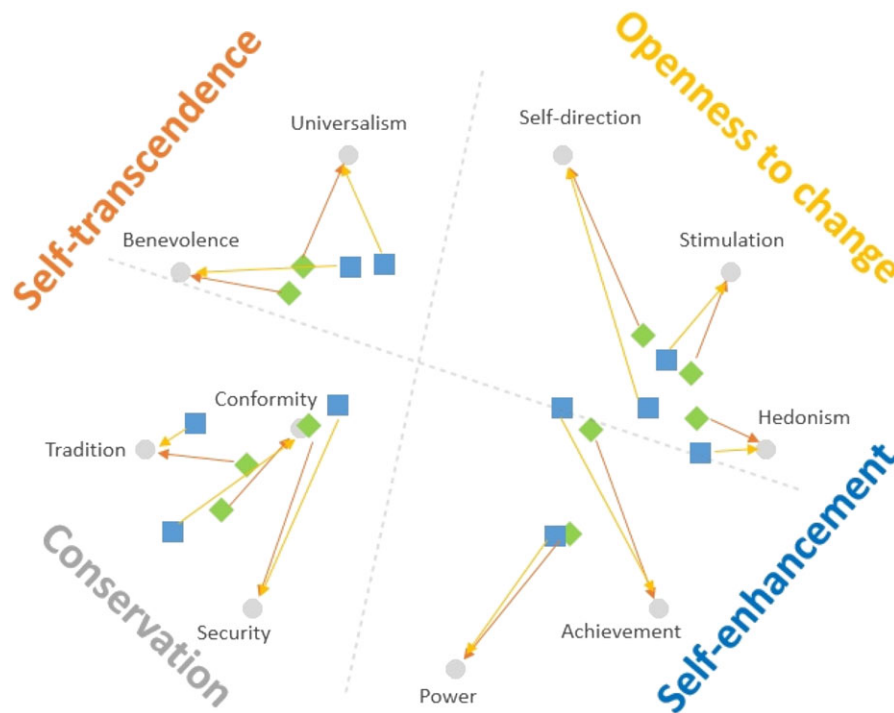 Self-transcendence
Openness to change
Universalism
Self-direction
Benevolence
Stimulation
Conformity
Hedonism
Tradition
Conservation
Security
Achievement
Power
Self-enhancement